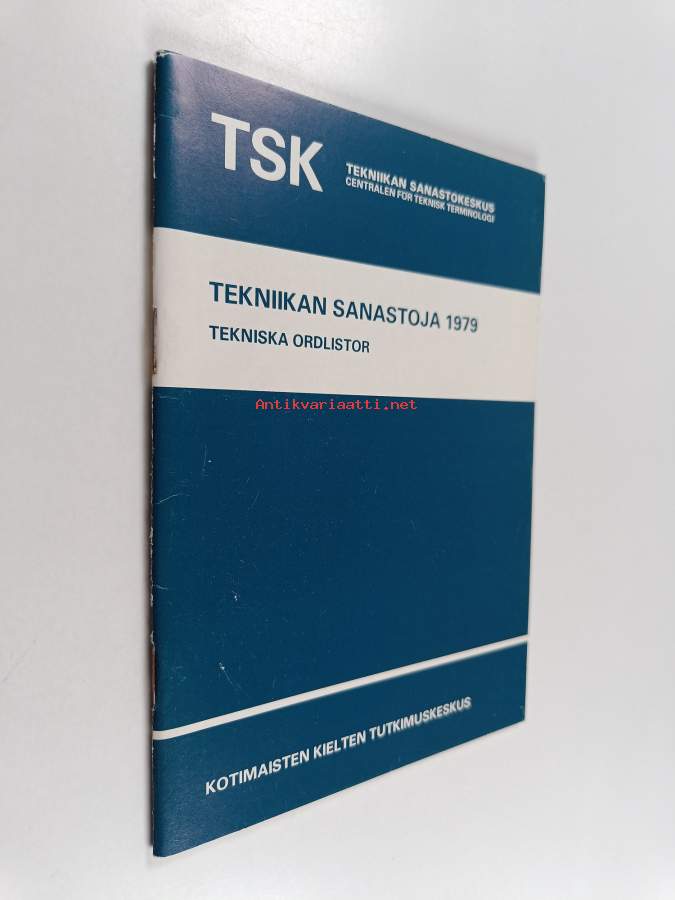 TSK
TEKNIIKAN SANASTOKESKUS
CENTRALEN FÖR TEKNISK TERMINOLOGI
TEKNIIKAN SANASTOJA 1979
TEKNISKA ORDLISTOR
Antikvariaatti.net
KOTIMAISTEN KIELTEN TUTKIMUSKESKUS